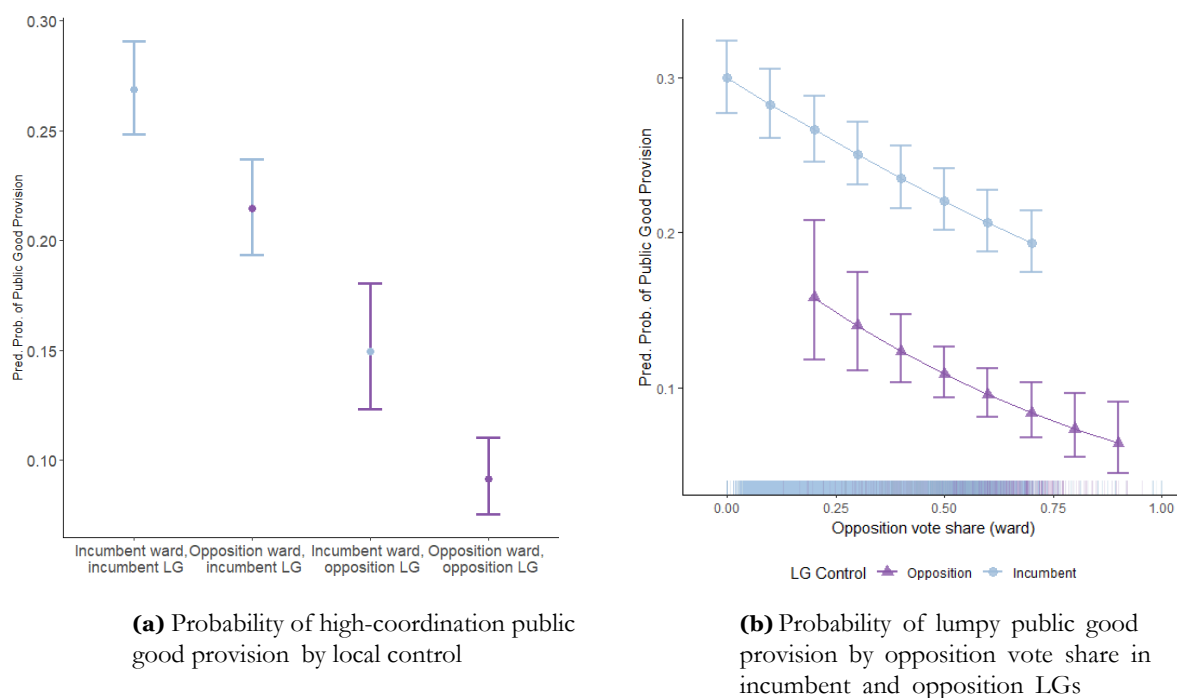 0.30
0.25
0.20
0.15
0.10
Pred. Prob. of Public Good Provision
Incumbent ward, incumbent LG
Opposition ward, incumbent LG
Incumbent ward, opposition LG
Opposition ward, opposition LG
(a) Probability of high-coordination public
good provision by local control
0.3
0.2
0.1
Pred. Prob. of Public Good Provision
0.00 0.25 0.50 0.75 1.00
Opposition vote share (ward)
LG Control Opposition Incumbent
(b) Probability of lumpy public good
provision by opposition vote share in
incumbent and opposition LGs